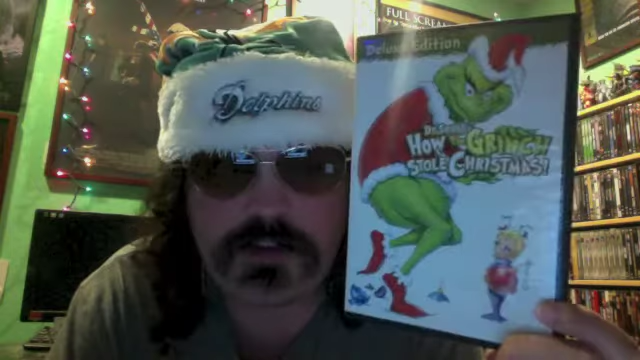 FULL SCREAM
Deluxe Edition
Dolphins
DR. SEUSS'
HOW THE GRINCH
STOLE CHRISTMAS!